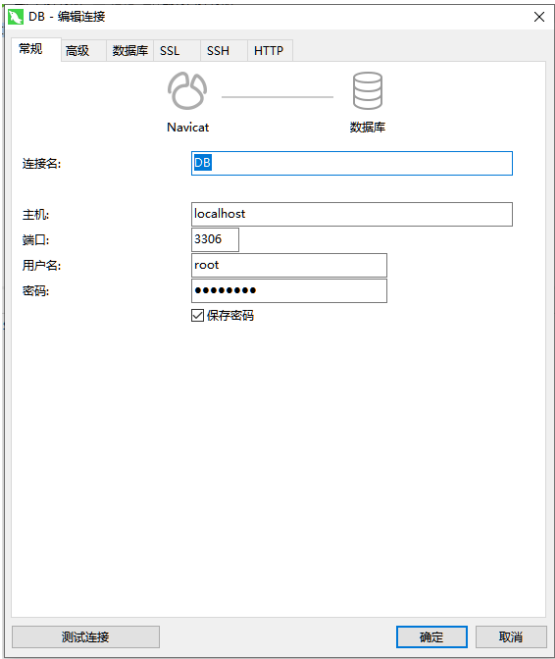 DB - 编辑连接
常规 高级 数据库 SSL SSH HTTP
Navicat 数据库
连接名: DB
主机: localhost
端口: 3306
用户名: root
密码: ●●●●●●●●
保存密码
测试连接 确定 取消